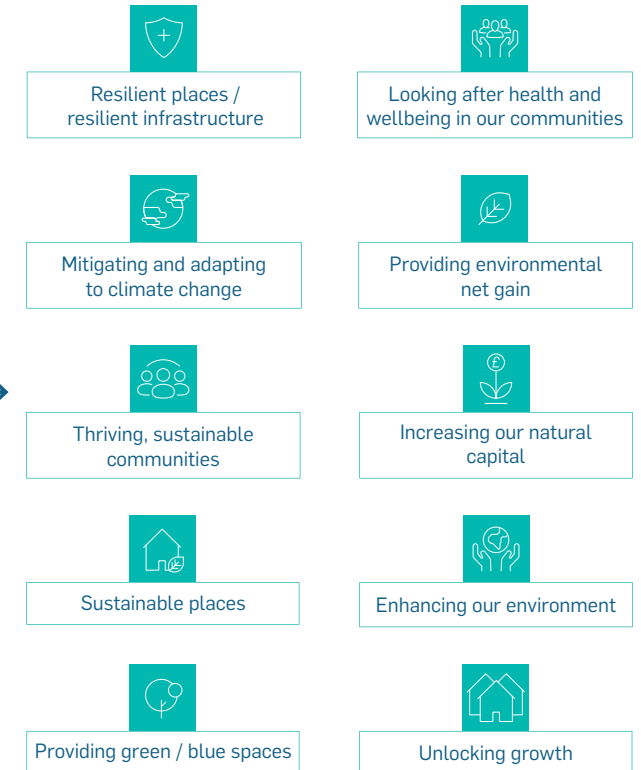 Resilient places /
resilient infrastructure
Looking after health and
wellbeing in our communities
Mitigating and adapting
to climate change
Providing environmental
net gain
Thriving, sustainable
communities
£
Increasing our natural
capital
Sustainable places
Enhancing our environment
Providing green / blue spaces
Unlocking growth